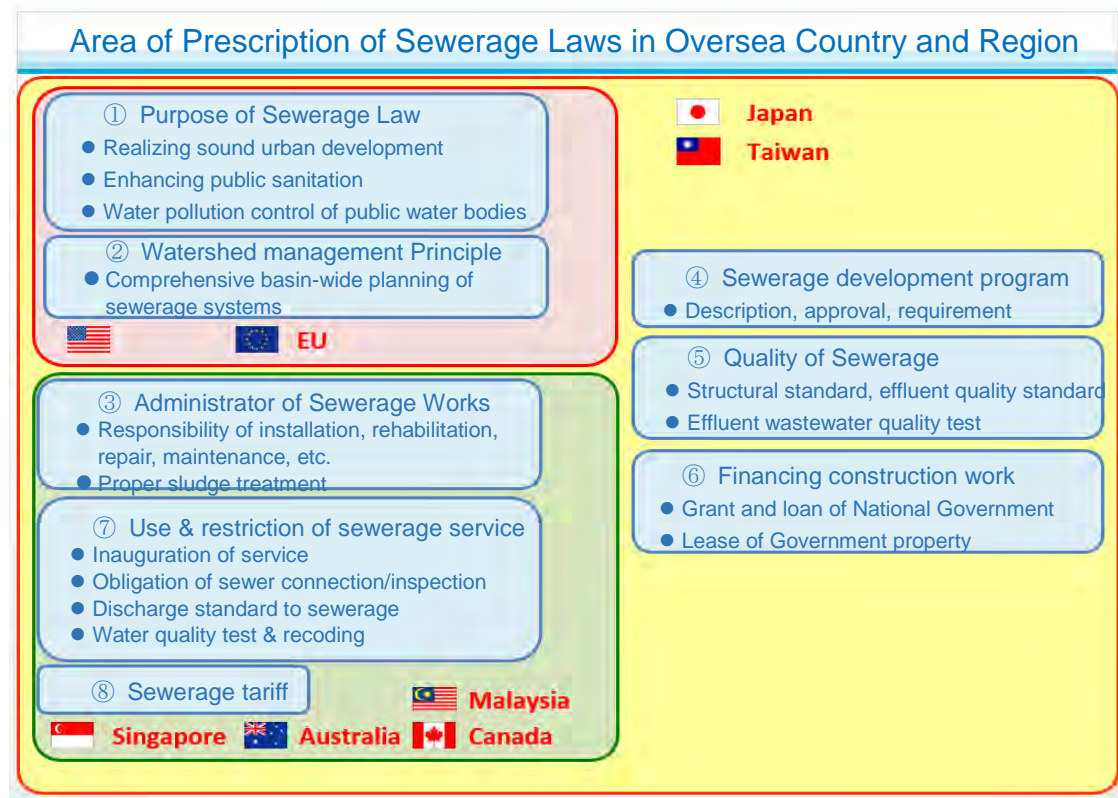 Area of Prescription of Sewerage Laws in Oversea Country and Region
① Purpose of Sewerage Law
● Realizing sound urban development
● Enhancing public sanitation
● Water pollution control of public water bodies
② Watershed management Principle
● Comprehensive basin-wide planning of
sewerage systems
EU
③ Administrator of Sewerage Works
● Responsibility of installation, rehabilitation,
repair, maintenance, etc.
● Proper sludge treatment
⑦ Use & restriction of sewerage service
● Inauguration of service
● Obligation of sewer connection/inspection
● Discharge standard to sewerage
● Water quality test & recoding
⑧ Sewerage tariff
Malaysia
Singapore
Australia
Canada
Japan
Taiwan
④ Sewerage development program
● Description, approval, requirement
⑤ Quality of Sewerage
● Structural standard, effluent quality standard
● Effluent wastewater quality test
⑥ Financing construction work
● Grant and loan of National Government
● Lease of Government property